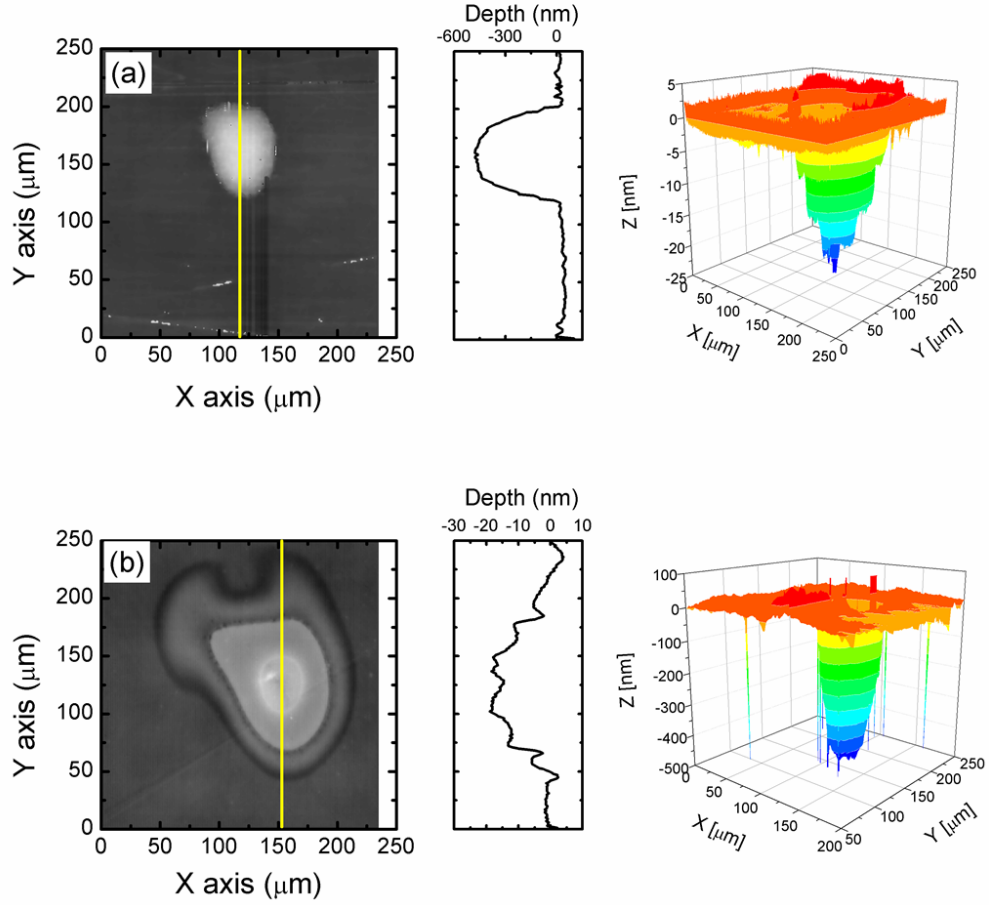 Depth (nm)
-600 -300 0
250
200
150
100
50
0
(a)
Y axis (μm)
0 50 100 150 200 250
X axis (μm)
5
0
-5
-10
-15
-20
-25
Z [nm]
0 50 100 150 200 250
X [μm]
0 50 100 150 200 250
Y [μm]
Depth (nm)
-30 -20 -10 0 10
250
200
150
100
50
0
(b)
Y axis (μm)
0 50 100 150 200 250
X axis (μm)
100
0
-100
-200
-300
-400
-500
Z [nm]
0 50 100 150 200
X [μm]
50 100 150 200 250
Y [μm]